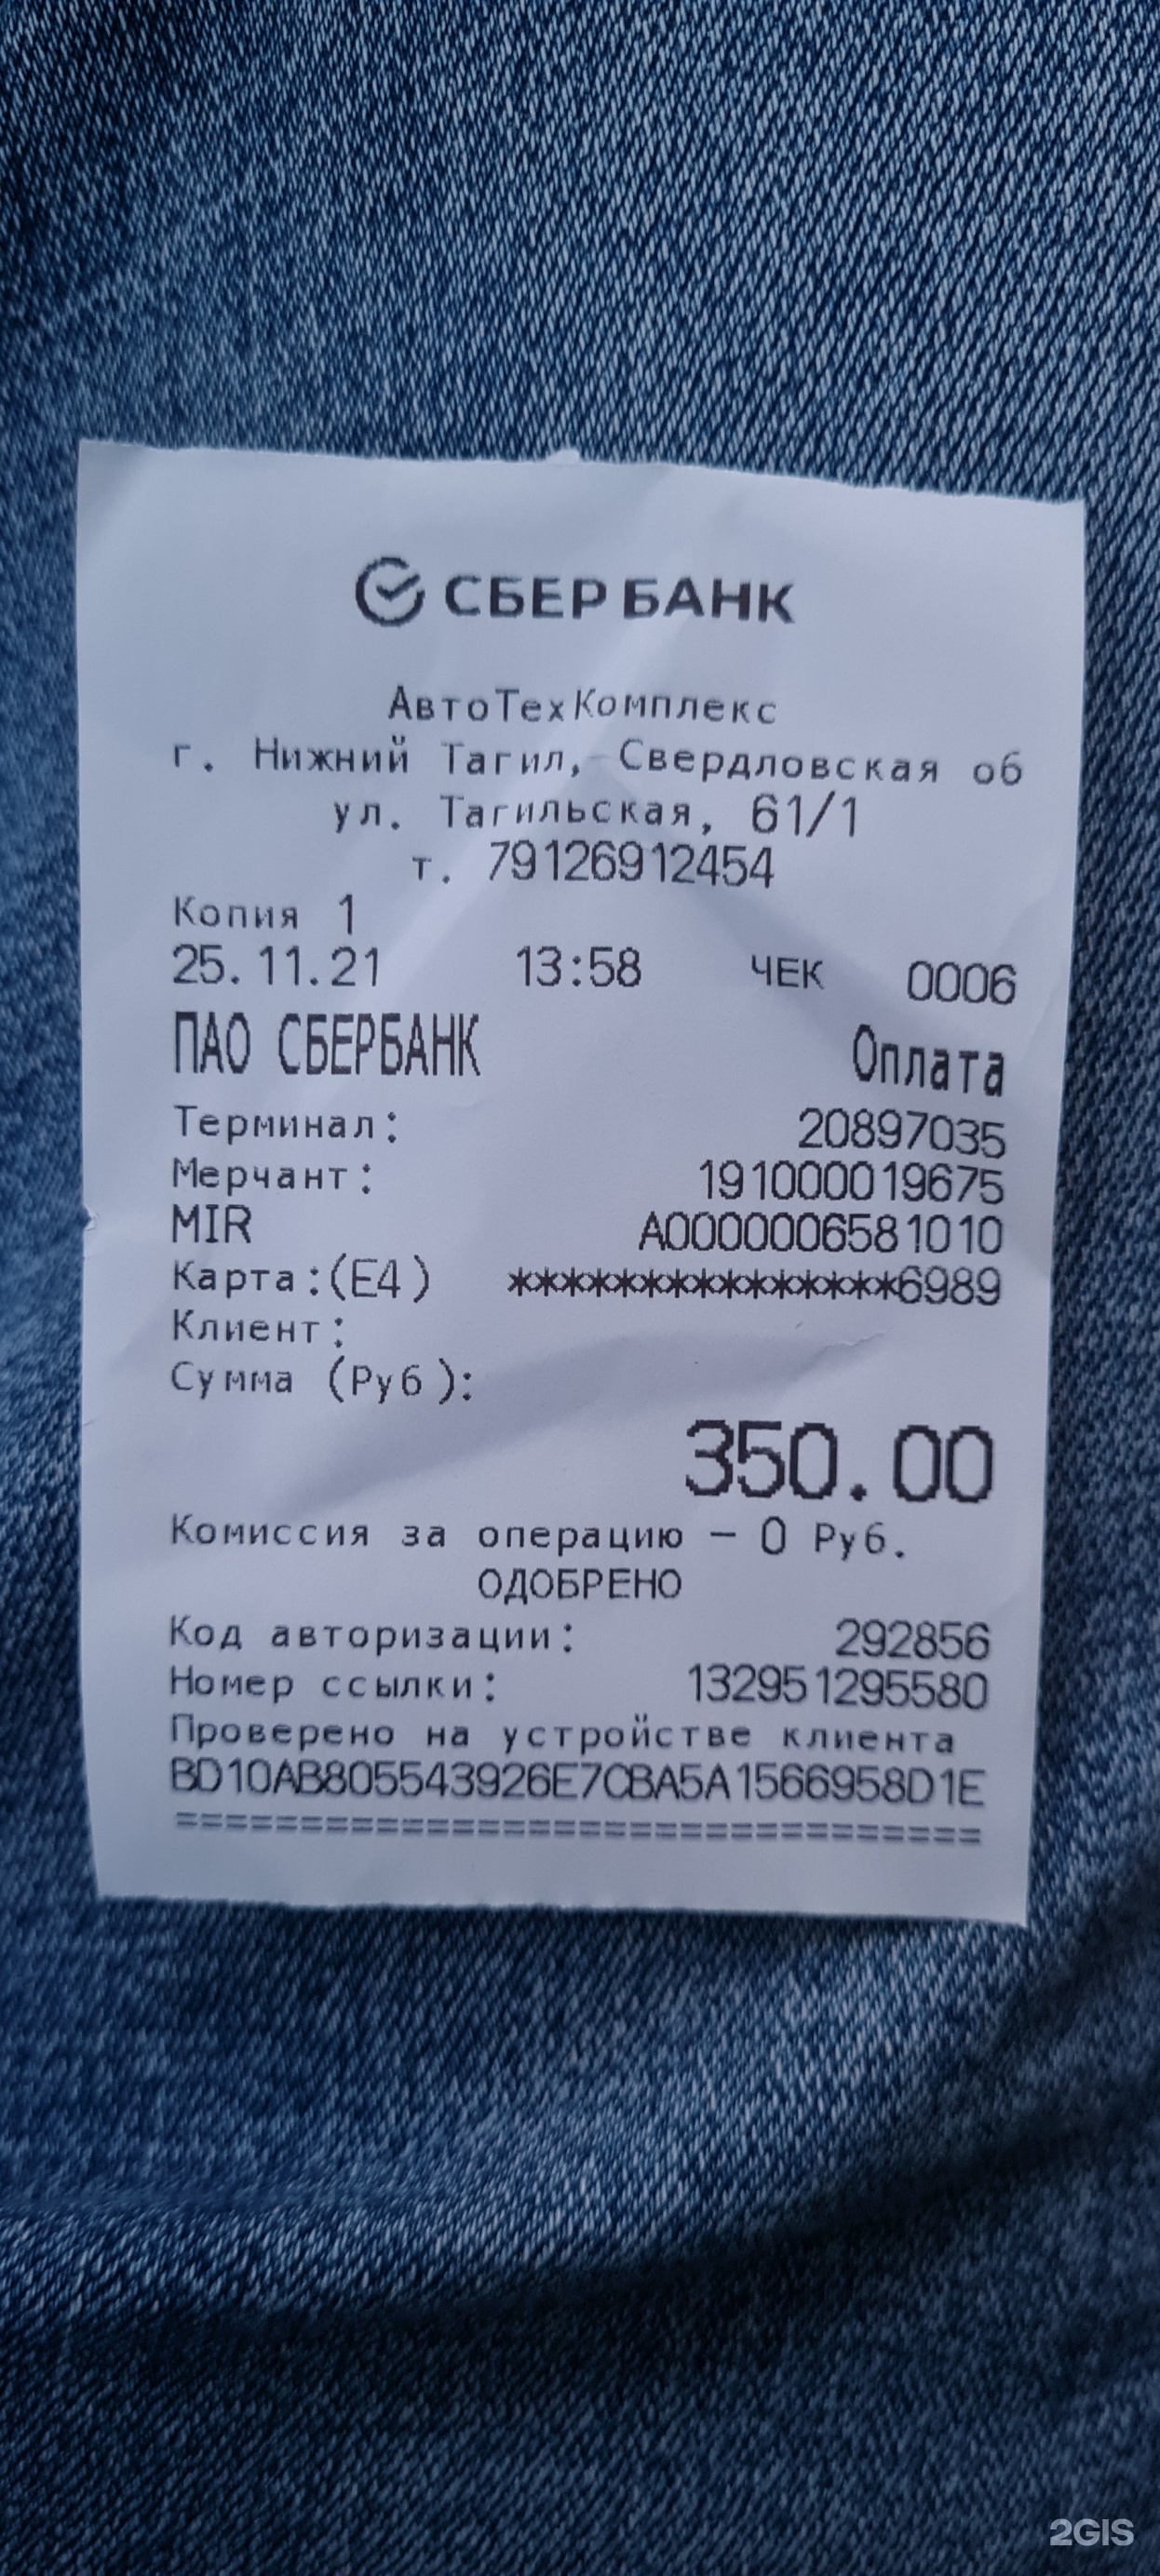 СБЕР БАНК
АвтоТехКомплекс
г. Нижний Тагил, Свердловская об
ул. Тагильская, 61/1
т. 79126912454
Копия 1
25.11.21 13:58 ЧЕК 0006
ПАО СБЕРБАНК Оплата
Терминал: 20897035
Мерчант: 191000019675
MIR A0000006581010
Карта:(E4) ***************6989
Клиент:
Сумма (Руб):
350.00
Комиссия за операцию - 0 Руб.
ОДОБРЕНО
Код авторизации: 292856
Номер ссылки: 132951295580
Проверено на устройстве клиента
BD10AB805543926E7CBA5A1566958D1E
================================
2GIS